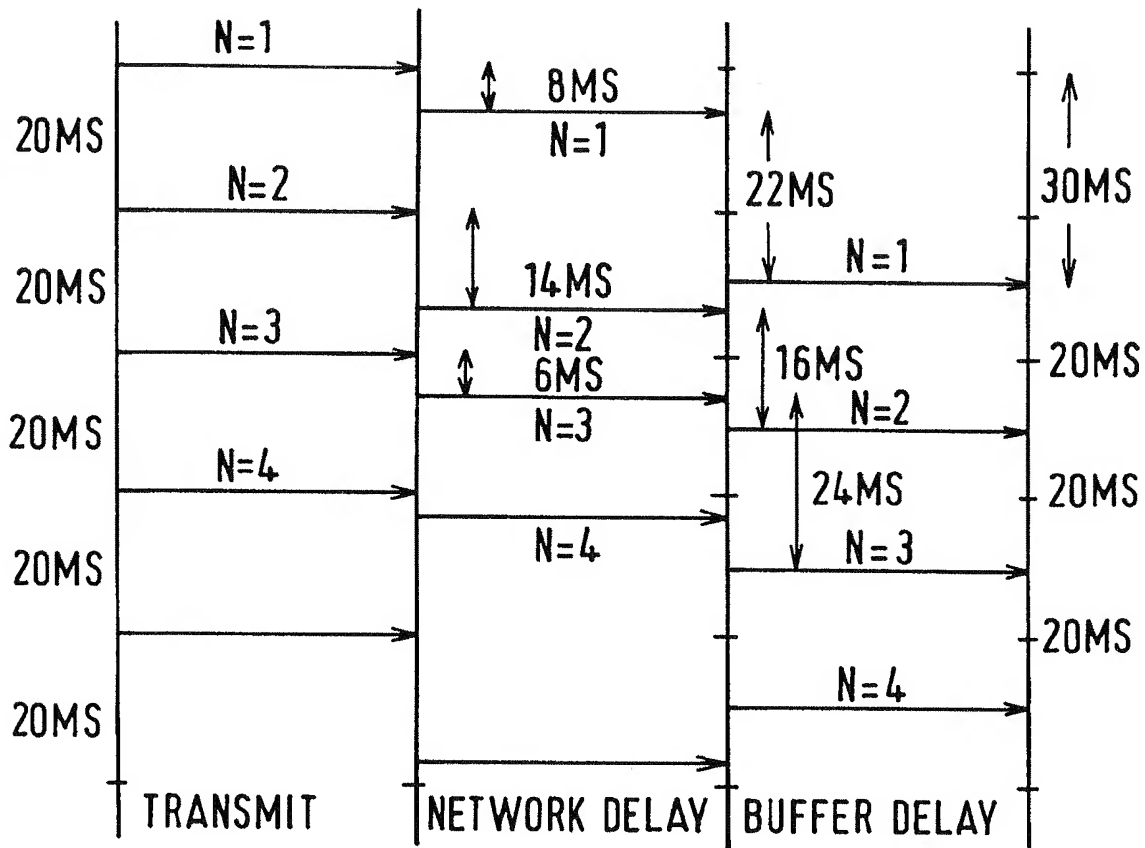 N=1
8MS
20MS
N=1
N=2
22MS
30MS
N=1
20MS
14MS
N=3
N=2
16MS
20MS
6MS
N=2
20MS
N=3
N=4
24MS
20MS
N=4
N=3
20MS
20MS
N=4
20MS
TRANSMIT
NETWORK DELAY
BUFFER DELAY